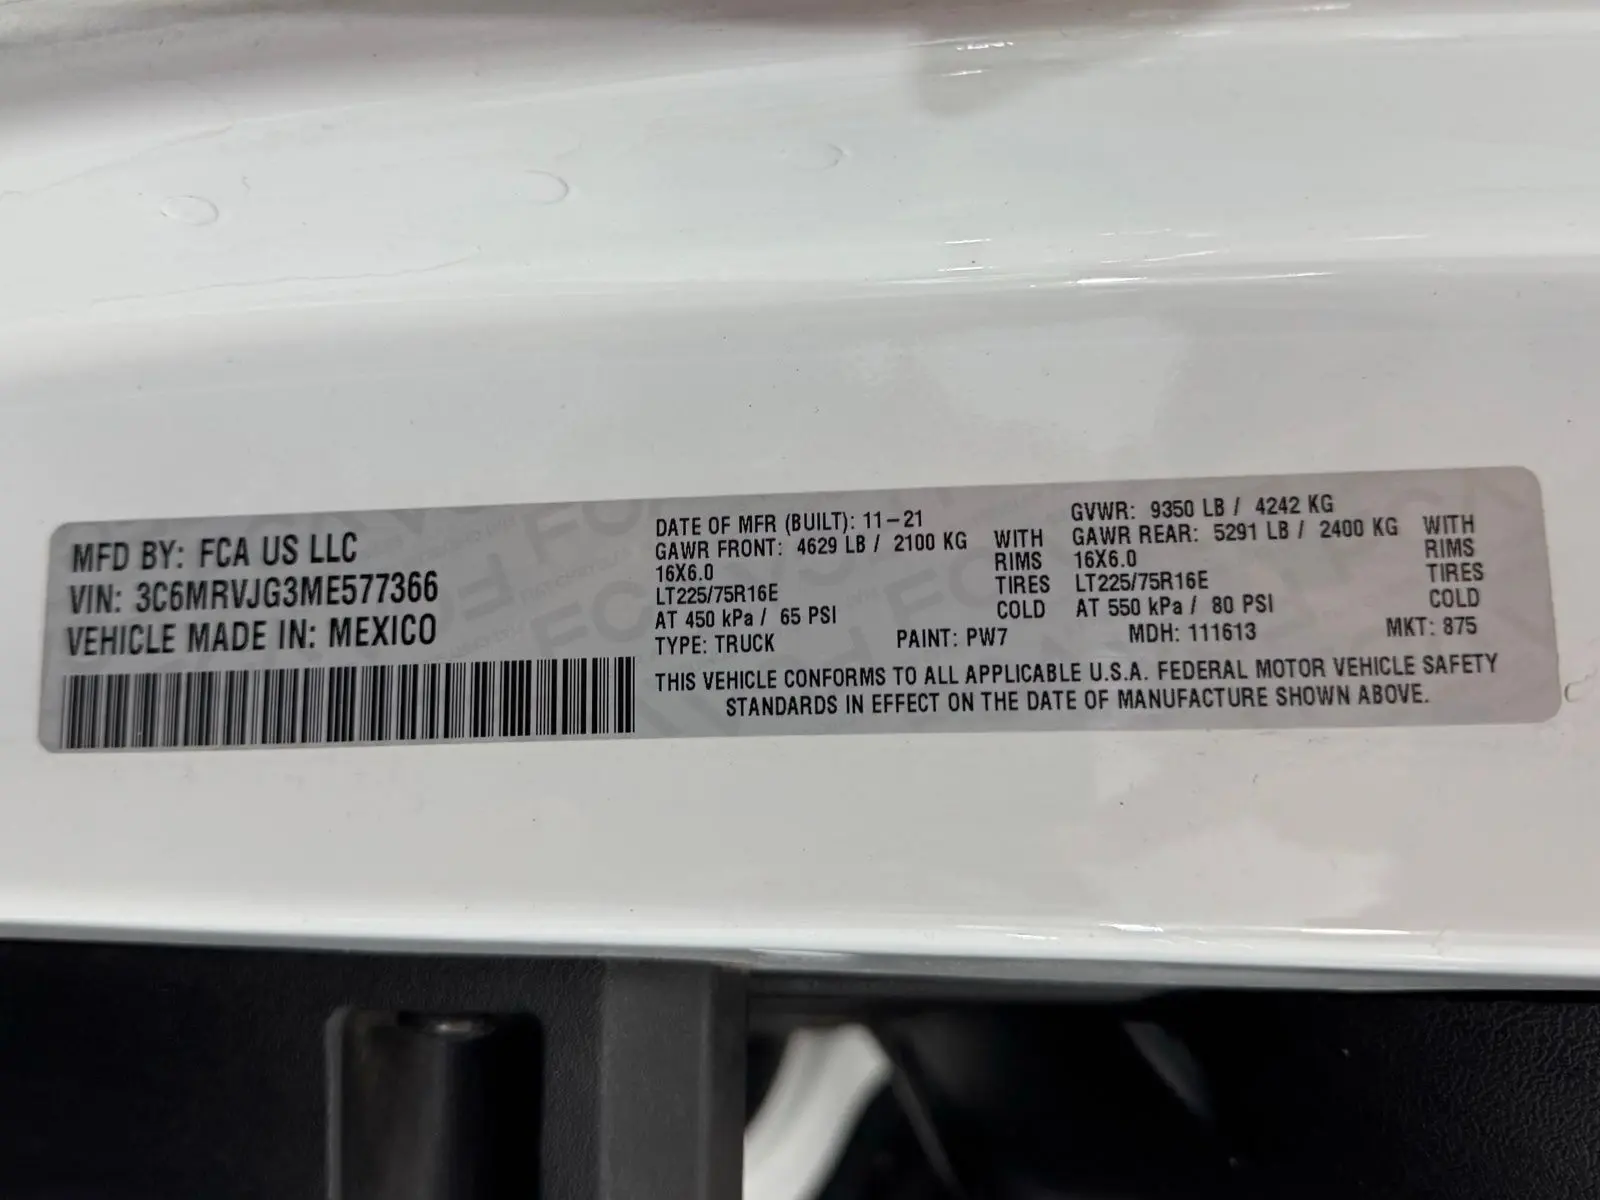 MFD BY: FCA US LLC
VIN: 3C6MRVJG3ME577366
VEHICLE MADE IN: MEXICO
DATE OF MFR (BUILT): 11-21
GAWR FRONT: 4629 LB / 2100 KG WITH
16X6.0 RIMS
LT225/75R16E TIRES
AT 450 kPa / 65 PSI COLD
GVWR: 9350 LB / 4242 KG
GAWR REAR: 5291 LB / 2400 KG WITH
16X6.0 RIMS
LT225/75R16E TIRES
AT 550 kPa / 80 PSI COLD
TYPE: TRUCK PAINT: PW7 MDH: 111613 MKT: 875
THIS VEHICLE CONFORMS TO ALL APPLICABLE U.S.A. FEDERAL MOTOR VEHICLE SAFETY
STANDARDS IN EFFECT ON THE DATE OF MANUFACTURE SHOWN ABOVE.